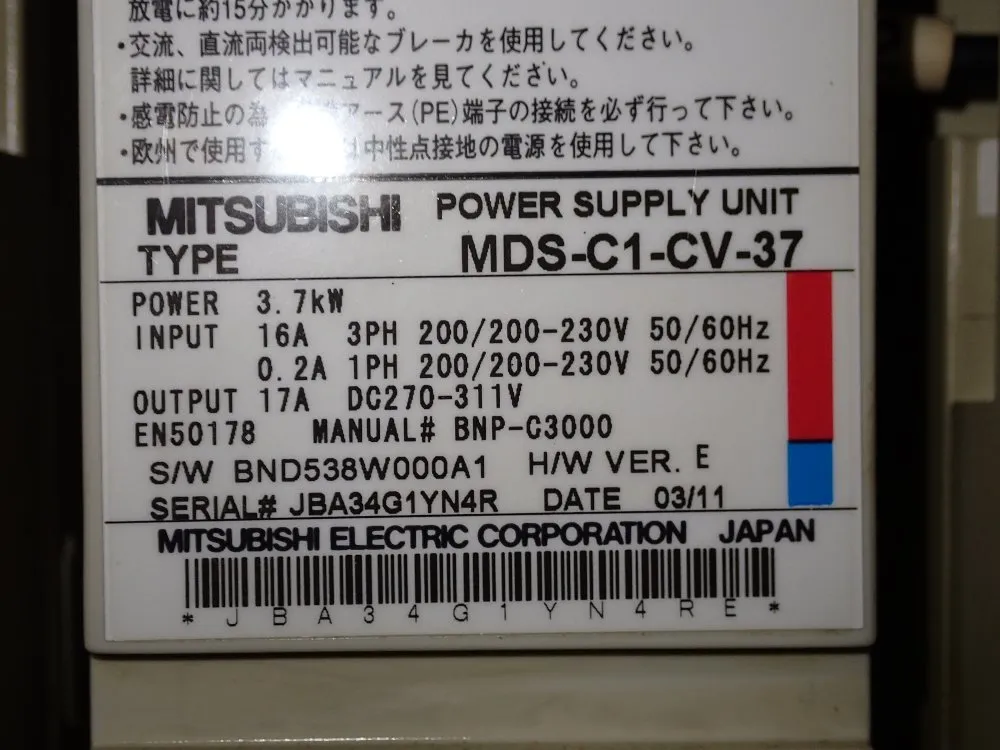 放電に約15分かかります。
・交流、直流両検出可能なブレーカを使用してください。
詳細に関してはマニュアルを見てください。
・感電防止の為 アース(PE)端子の接続を必ず行って下さい。
・欧州で使用す は中性点接地の電源を使用して下さい。
MITSUBISHI POWER SUPPLY UNIT
TYPE MDS-C1-CV-37
POWER 3.7kW
INPUT 16A 3PH 200/200-230V 50/60Hz
0.2A 1PH 200/200-230V 50/60Hz
OUTPUT 17A DC270-311V
EN50178 MANUAL# BNP-C3000
S/W BND538W000A1 H/W VER. E
SERIAL# JBA34G1YN4R DATE 03/11
MITSUBISHI ELECTRIC CORPORATION JAPAN
* J B A 3 4 G 1 Y N 4 R E *